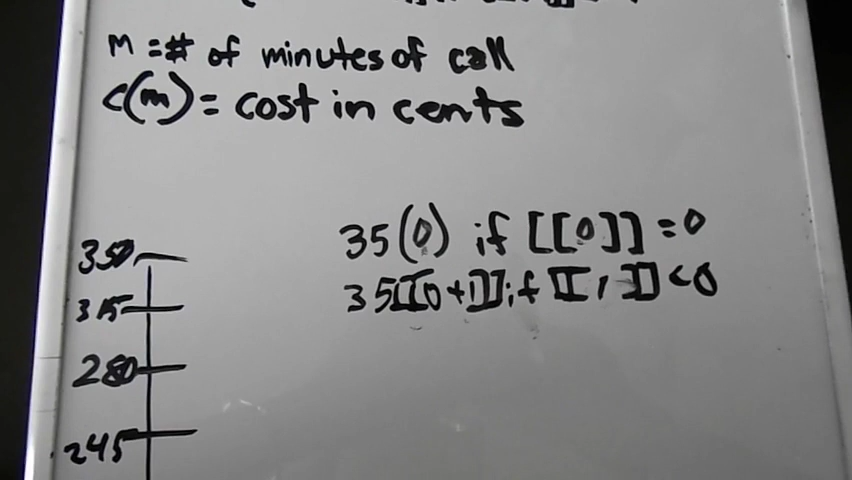 m = # of minutes of call
c(m) = cost in cents
35(0) if [[0]] = 0
35[[0+1]] if [[ , ]] < 0
350
315
280
245